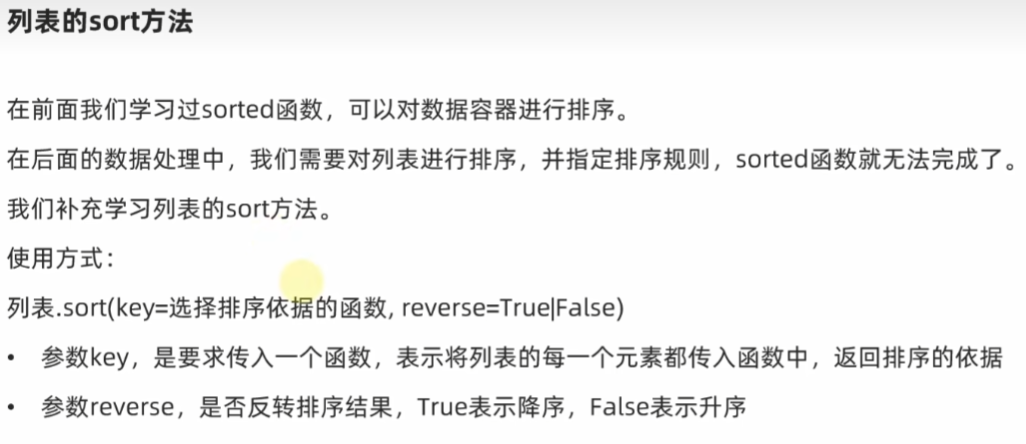 列表的sort方法
在前面我们学习过sorted函数，可以对数据容器进行排序。
在后面的数据处理中，我们需要对列表进行排序，并指定排序规则，sorted函数就无法完成了。
我们补充学习列表的sort方法。
使用方式：
列表.sort(key=选择排序依据的函数, reverse=True|False)
• 参数key，是要求传入一个函数，表示将列表的每一个元素都传入函数中，返回排序的依据
• 参数reverse，是否反转排序结果，True表示降序，False表示升序